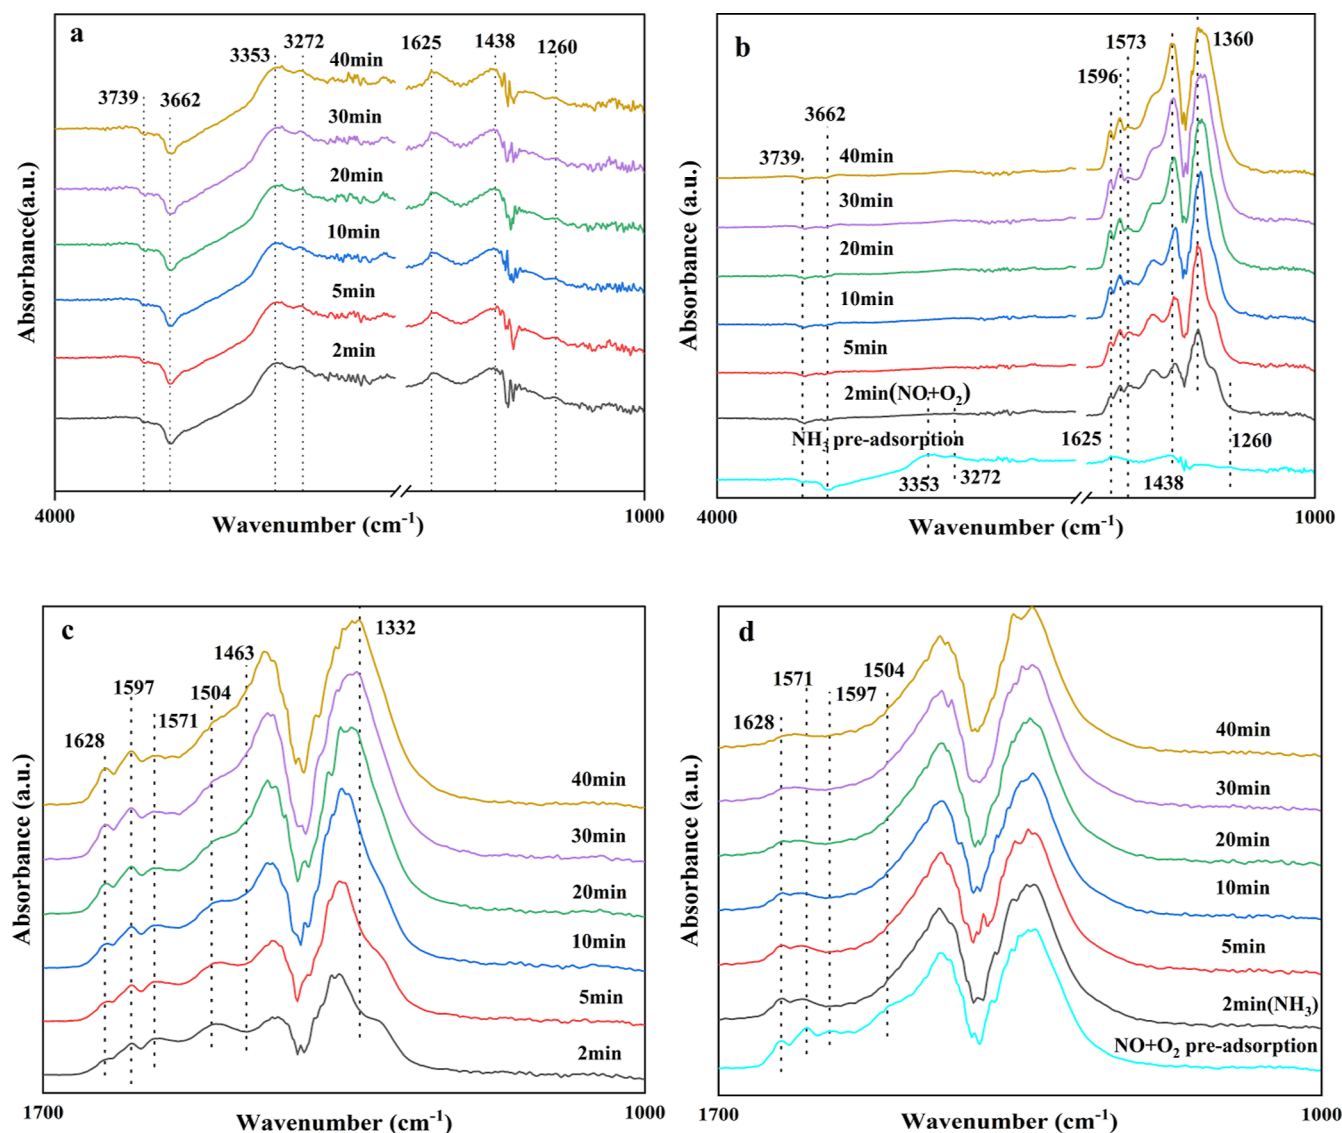 a
3353
3272
1625
1438
1260
3739
3662
40min
30min
20min
10min
5min
2min
Absorbance(a.u.)
4000
1000
Wavenumber (cm⁻¹)
b
1573
1360
1596
3662
3739
40min
30min
20min
10min
5min
2min(NO+O₂)
NH₃ pre-adsorption
3353
3272
1625
1438
1260
Absorbance (a.u.)
4000
1000
Wavenumber (cm⁻¹)
c
1332
1463
1504
1597
1571
1628
40min
30min
20min
10min
5min
2min
Absorbance (a.u.)
1700
1000
Wavenumber (cm⁻¹)
d
1504
1571
1597
1628
40min
30min
20min
10min
5min
2min(NH₃)
NO+O₂ pre-adsorption
Absorbance (a.u.)
1700
1000
Wavenumber (cm⁻¹)